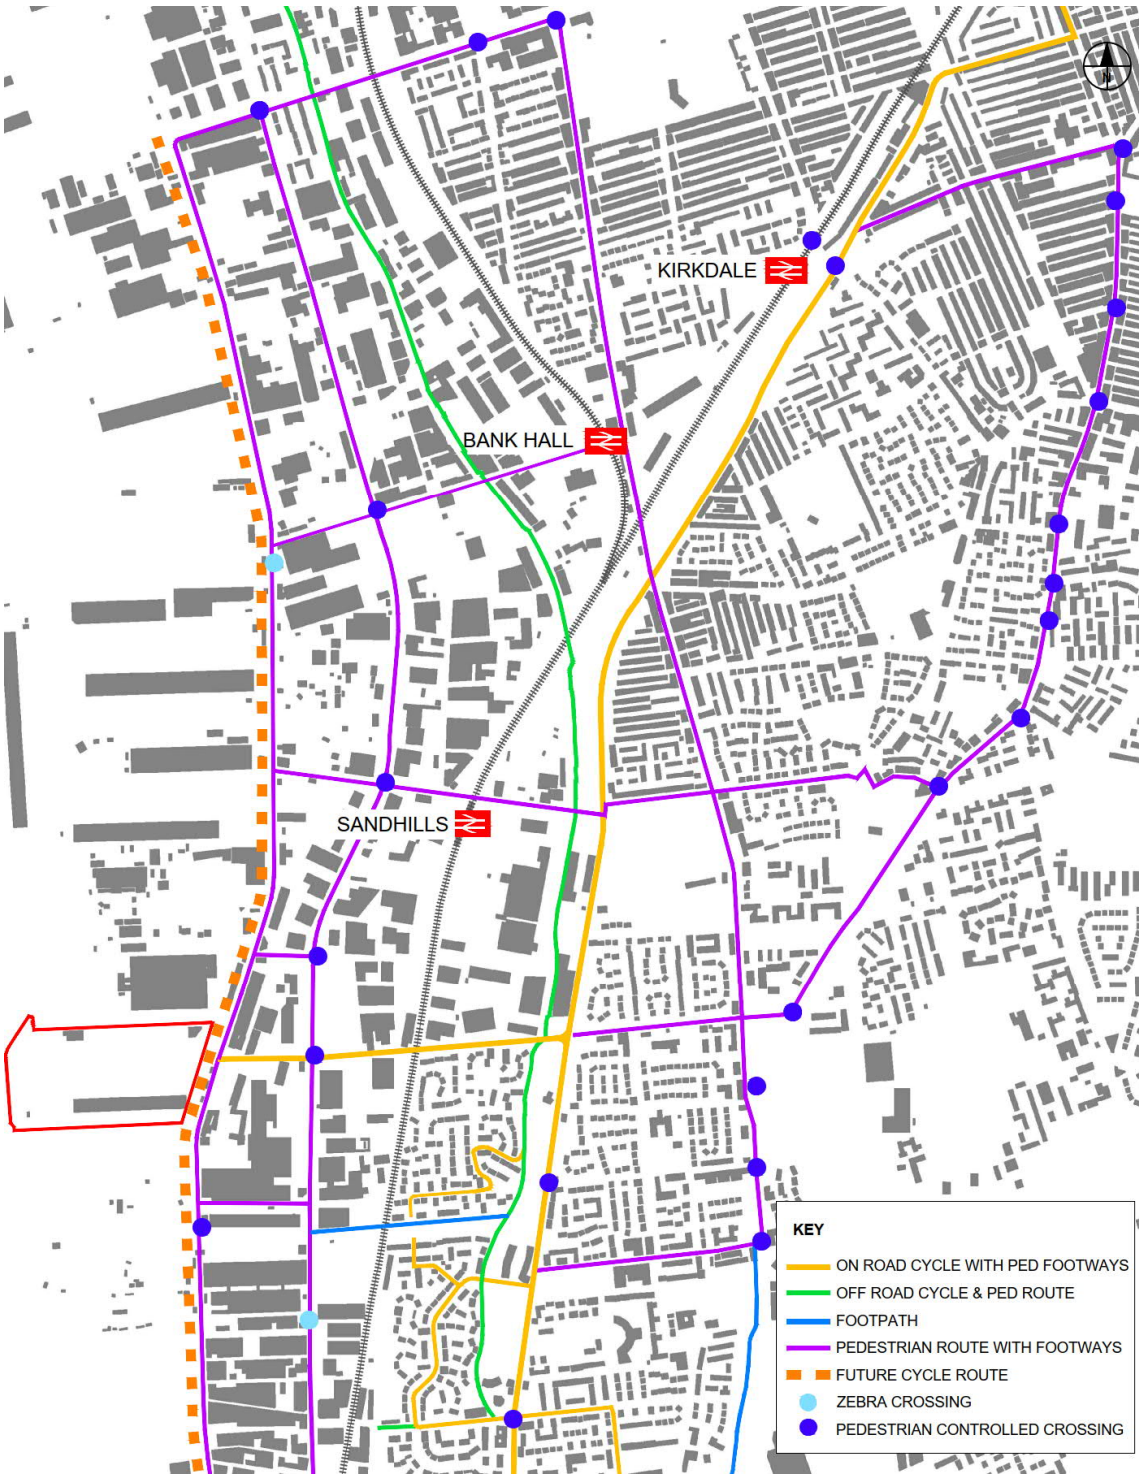 N
KIRKDALE
BANK HALL
SANDHILLS
KEY
ON ROAD CYCLE WITH PED FOOTWAYS
OFF ROAD CYCLE & PED ROUTE
FOOTPATH
PEDESTRIAN ROUTE WITH FOOTWAYS
FUTURE CYCLE ROUTE
ZEBRA CROSSING
PEDESTRIAN CONTROLLED CROSSING